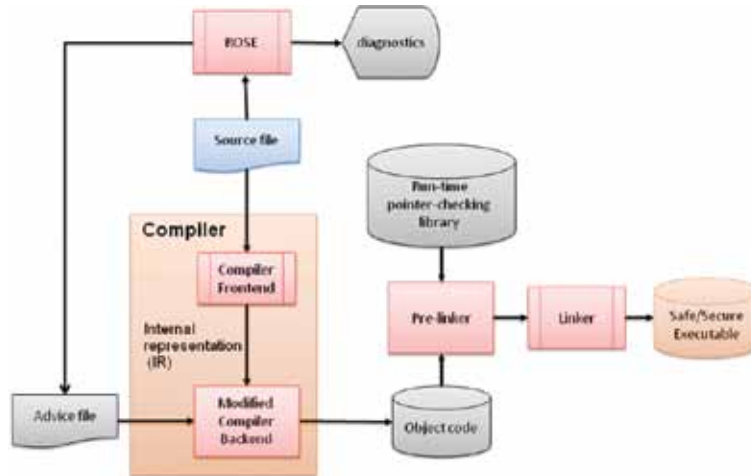 ROSE
diagnostics
Source file
Run-time
pointer-checking
library
Compiler
Compiler
Frontend
Pre-linker
Linker
Safe/Secure
Executable
Internal
representation
(IR)
Advice file
Modified
Compiler
Backend
Object code